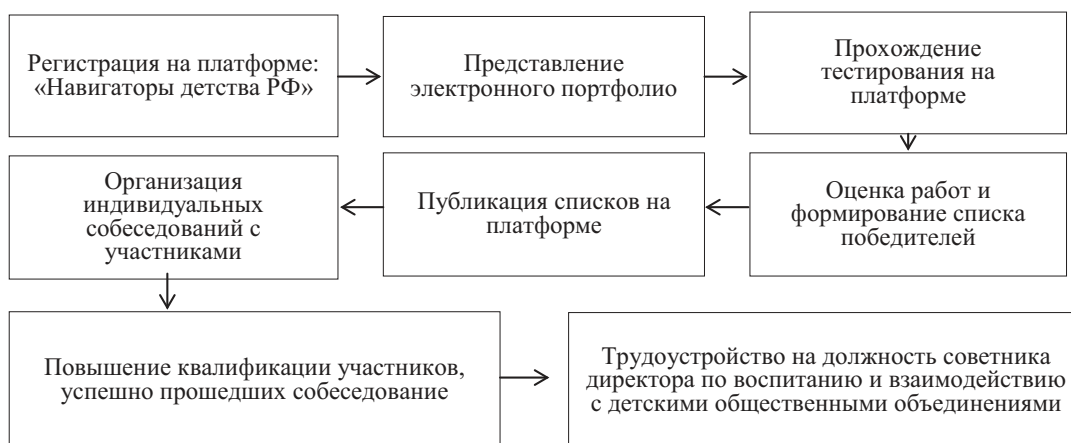 Регистрация на платформе:
«Навигаторы детства РФ»
Представление
электронного портфолио
Прохождение
тестирования на
платформе
Оценка работ и
формирование списка
победителей
Публикация списков на
платформе
Организация
индивидуальных
собеседований с
участниками
Повышение квалификации участников,
успешно прошедших собеседование
Трудоустройство на должность советника
директора по воспитанию и взаимодействию
с детскими общественными объединениями